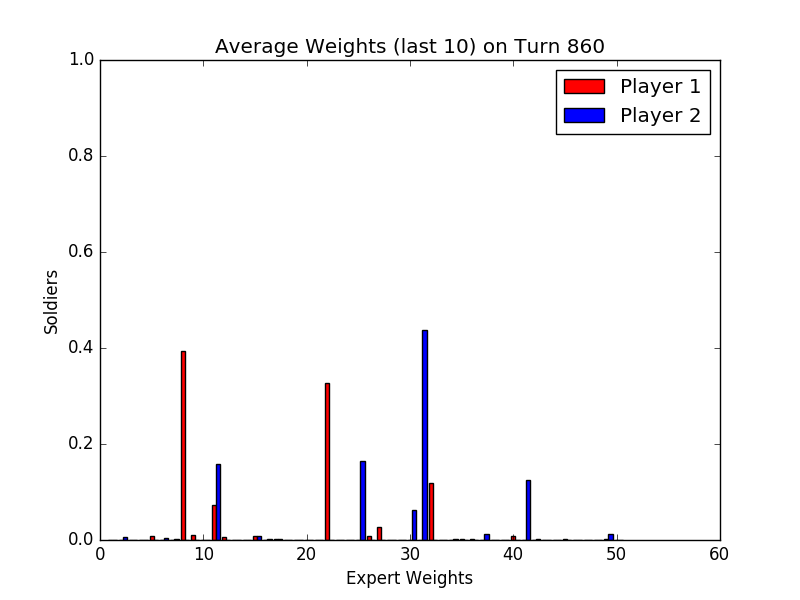 Average Weights (last 10) on Turn 860
1.0
0.8
0.6
0.4
0.2
0.0
Soldiers
Player 1
Player 2
0 10 20 30 40 50 60
Expert Weights